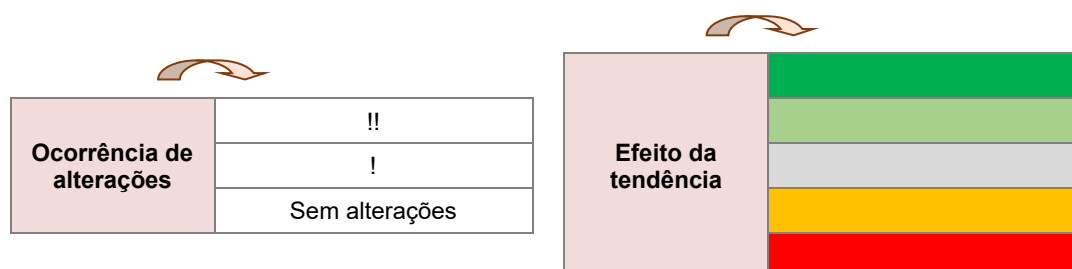 Ocorrência de
alterações
!!
!
Sem alterações
Efeito da
tendência